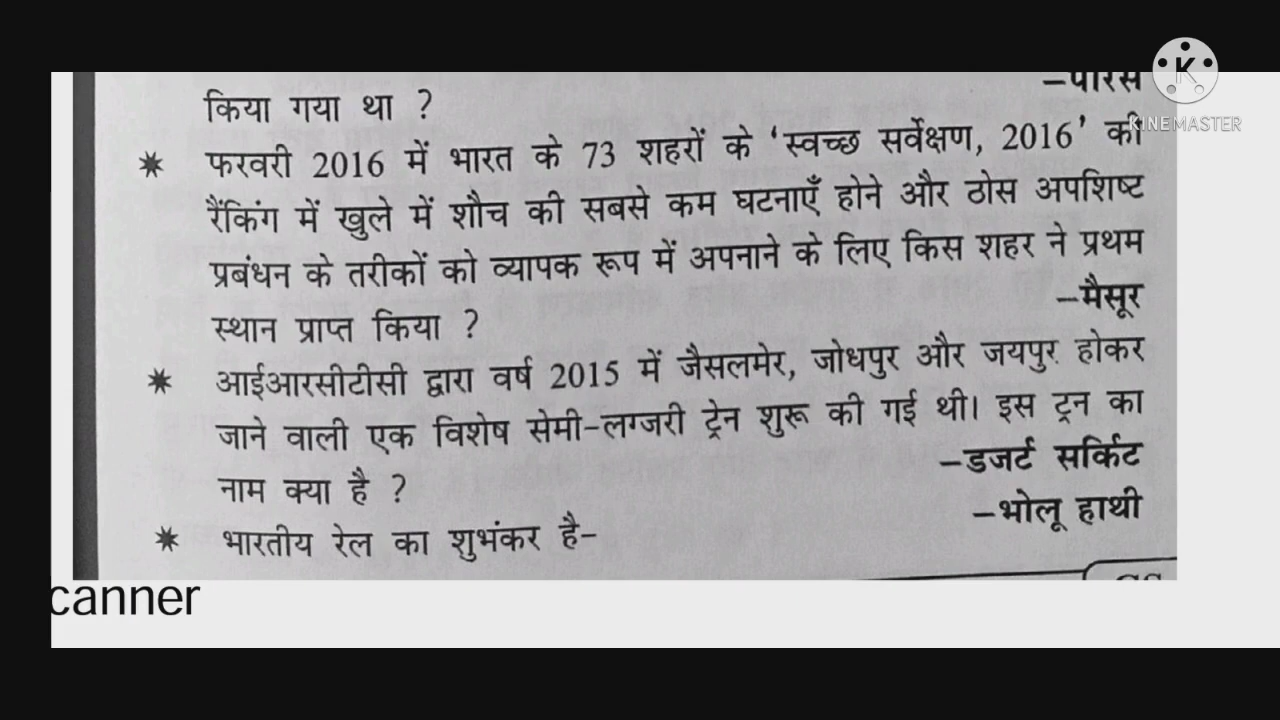 -पेरिस
किया गया था ?
KINEMASTER
* फरवरी 2016 में भारत के 73 शहरों के ‘स्वच्छ सर्वेक्षण, 2016’ की
रैंकिंग में खुले में शौच की सबसे कम घटनाएँ होने और ठोस अपशिष्ट
प्रबंधन के तरीकों को व्यापक रूप में अपनाने के लिए किस शहर ने प्रथम
स्थान प्राप्त किया ? -मैसूर
* आईआरसीटीसी द्वारा वर्ष 2015 में जैसलमेर, जोधपुर और जयपुर होकर
जाने वाली एक विशेष सेमी-लग्जरी ट्रेन शुरू की गई थी। इस ट्रन का
नाम क्या है ? -डजर्ट सर्किट
* भारतीय रेल का शुभंकर है- -भोलू हाथी
canner